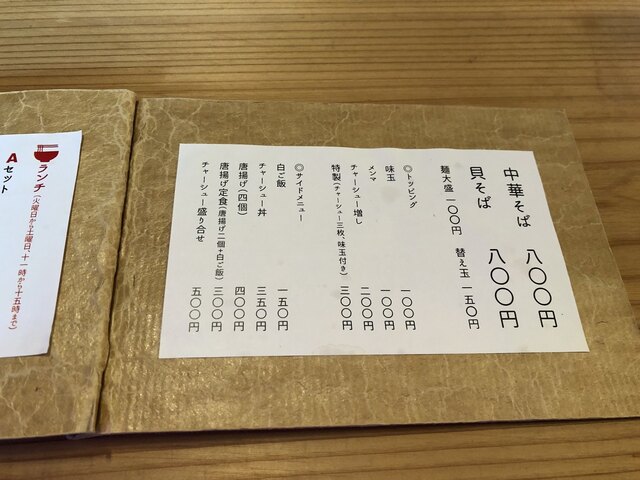 中華そば 八〇〇円
貝そば 八〇〇円
麺大盛 一〇〇円 替え玉 一五〇円
◎トッピング
味玉 一〇〇円
メンマ 一〇〇円
チャーシュー増し 二〇〇円
特製(チャーシュー三枚、味玉付き) 三〇〇円
◎サイドメニュー
白ご飯 一五〇円
チャーシュー丼 三五〇円
唐揚げ(四個) 四〇〇円
唐揚げ定食(唐揚げ二個+白ご飯) 三〇〇円
チャーシュー盛り合せ 五〇〇円
ランチ(火曜日から土曜日、十一時から十五時まで)
Aセット